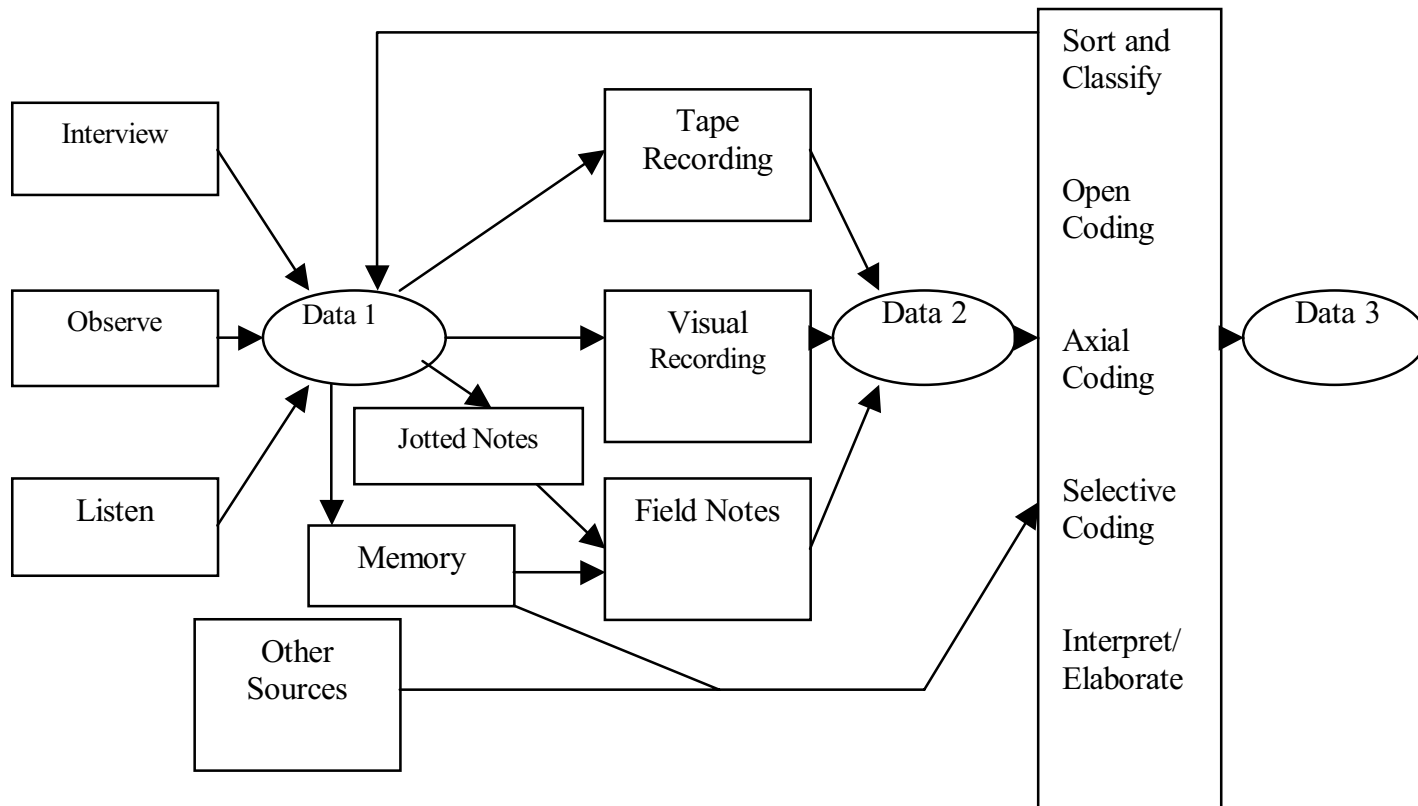 Interview
Observe
Listen
Data 1
Jotted Notes
Memory
Other
Sources
Tape
Recording
Visual
Recording
Field Notes
Data 2
Sort and
Classify
Open
Coding
Axial
Coding
Selective
Coding
Interpret/
Elaborate
Data 3